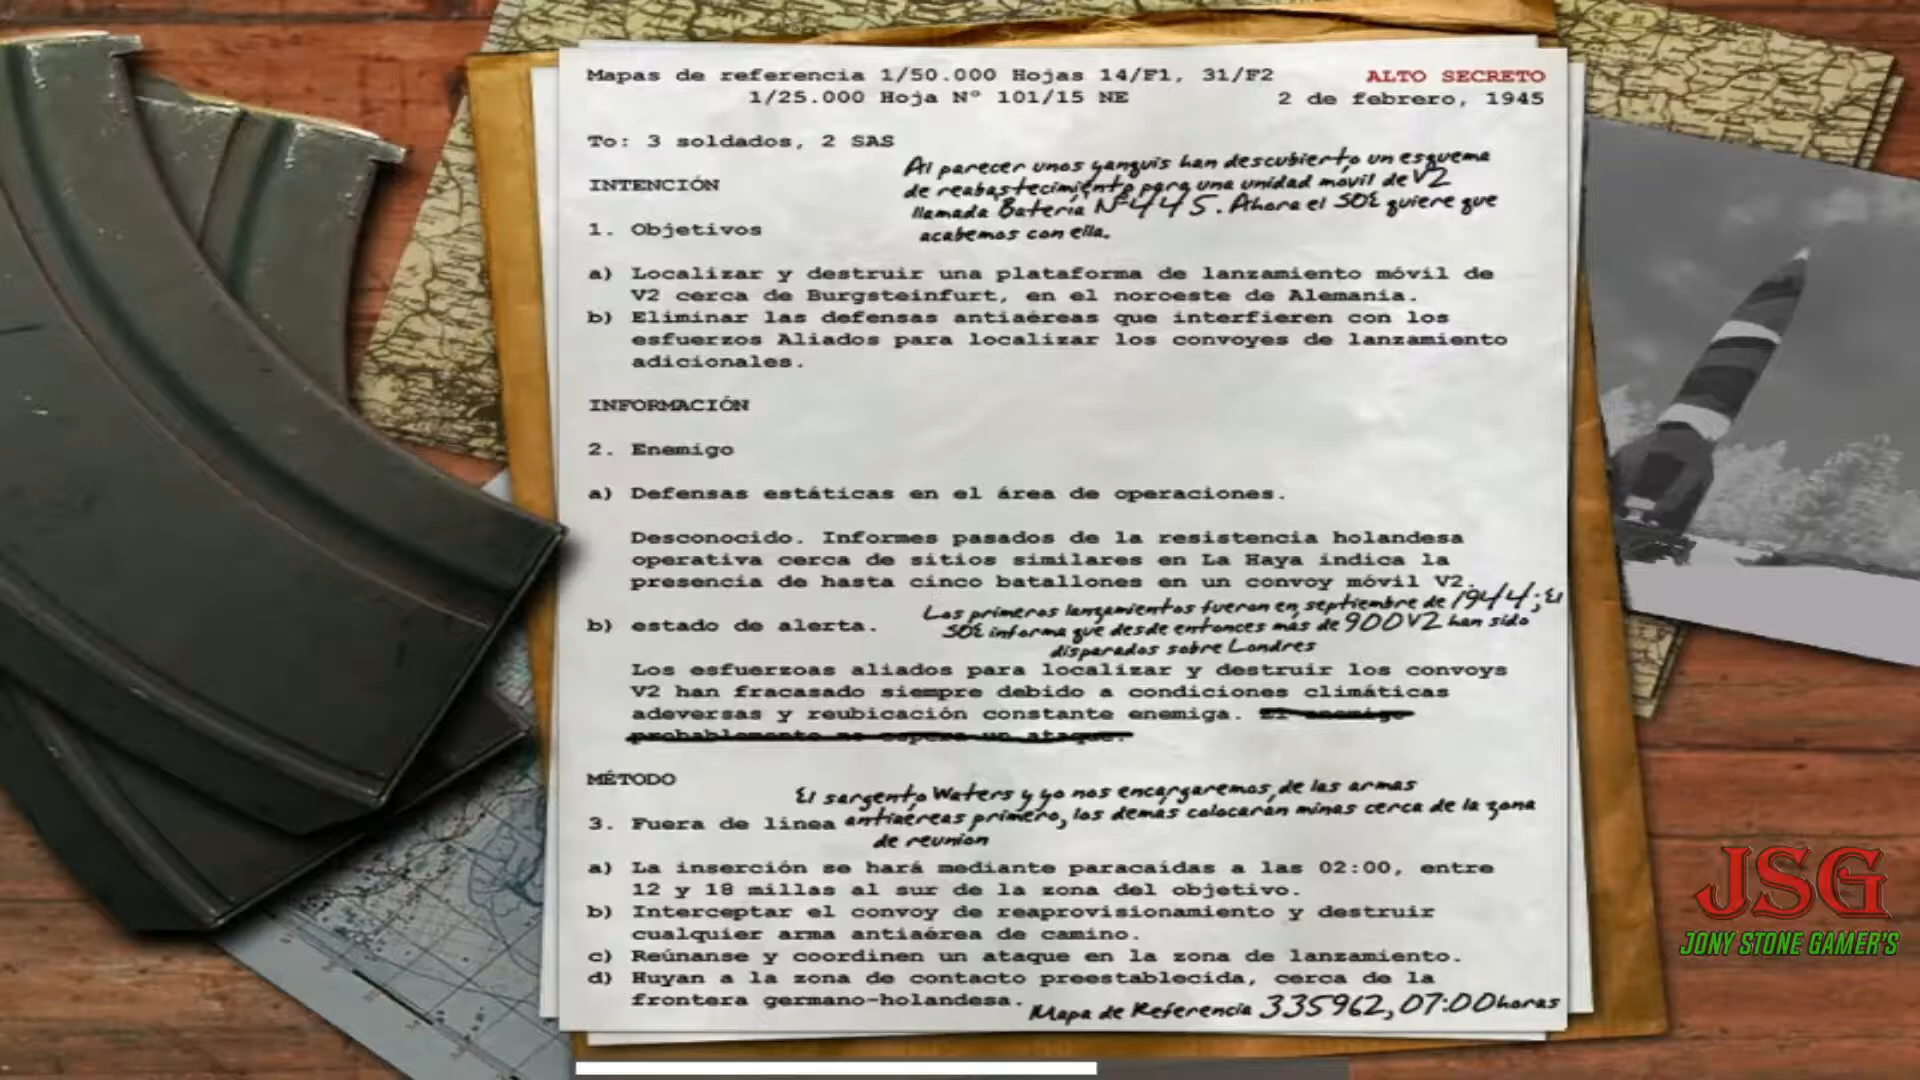 Mapas de referencia 1/50.000 Hojas 14/F1, 31/F2
ALTO SECRETO
1/25.000 Hoja Nº 101/15 NE
2 de febrero, 1945
To: 3 soldados, 2 SAS
Al parecer unos yanquis han descubierto un esquema
de reabastecimiento para una unidad movil de V2
llamada Batería Nº 445. Ahora el SOE quiere que
acabemos con ella.
INTENCIÓN
1. Objetivos
a) Localizar y destruir una plataforma de lanzamiento móvil de
V2 cerca de Burgsteinfurt, en el noroeste de Alemania.
b) Eliminar las defensas antiaéreas que interfieren con los
esfuerzos Aliados para localizar los convoyes de lanzamiento
adicionales.
INFORMACIÓN
2. Enemigo
a) Defensas estáticas en el área de operaciones.
Desconocido. Informes pasados de la resistencia holandesa
operativa cerca de sitios similares en La Haya indica la
presencia de hasta cinco batallones en un convoy móvil V2.
Los primeros lanzamientos fueron en septiembre de 1944; El
SOE informa que desde entonces más de 900 V2 han sido
disparados sobre Londres
b) estado de alerta.
Los esfuerzoas aliados para localizar y destruir los convoys
V2 han fracasado siempre debido a condiciones climáticas
adeversas y reubicación constante enemiga. El enemigo
probablemente no espera un ataque.
MÉTODO
El sargento Waters y yo nos encargaremos de las armas
antiaéreas primero, los demás colocaran minas cerca de la zona
de reunion
3. Fuera de línea
a) La inserción se hará mediante paracaídas a las 02:00, entre
12 y 18 millas al sur de la zona del objetivo.
b) Interceptar el convoy de reaprovisionamiento y destruir
cualquier arma antiaérea de camino.
c) Reúnanse y coordinen un ataque en la zona de lanzamiento.
d) Huyan a la zona de contacto preestablecida, cerca de la
frontera germano-holandesa.
Mapa de Referencia 335962, 07:00 horas
JSG
JONY STONE GAMER'S